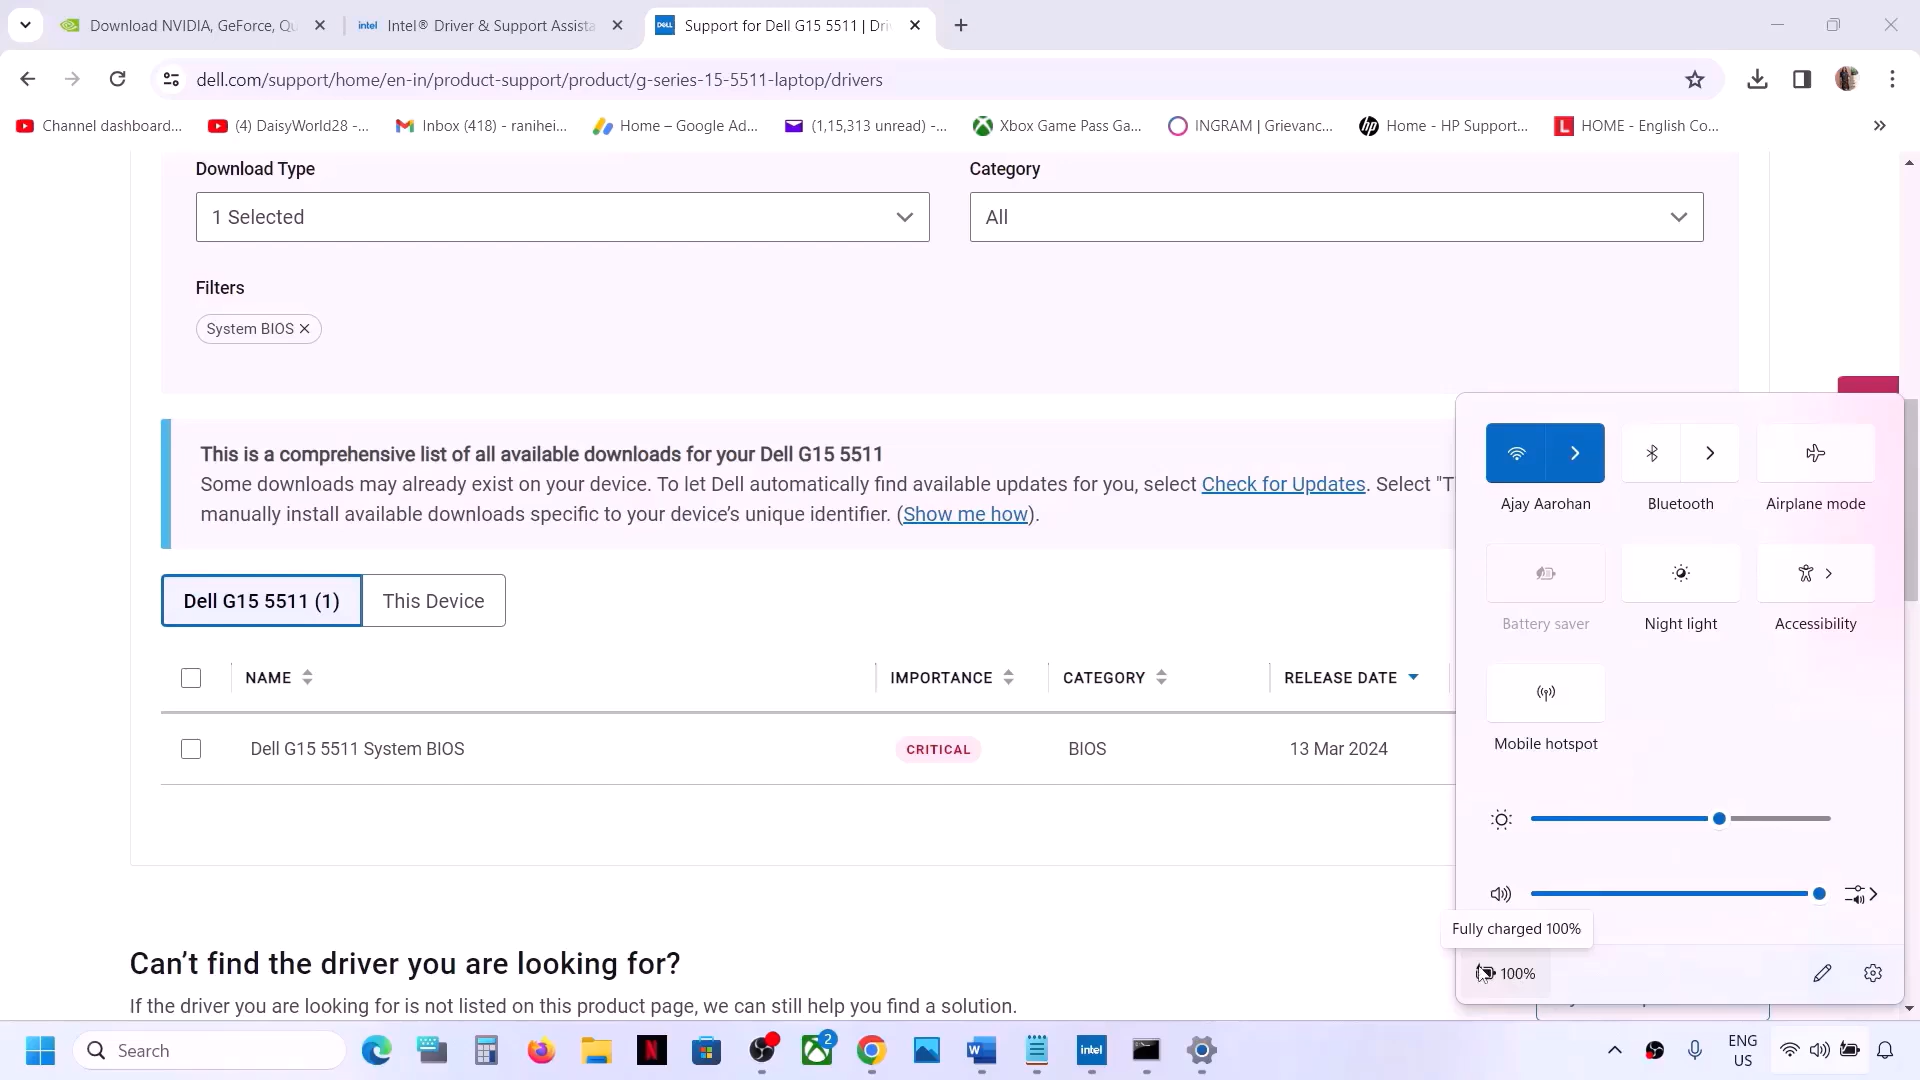 Download NVIDIA, GeForce, Qu
intel Intel® Driver & Support Assista
DELL Support for Dell G15 5511 | Dri
dell.com/support/home/en-in/product-support/product/g-series-15-5511-laptop/drivers
Channel dashboard...
(4) DaisyWorld28 -...
Inbox (418) - ranihei...
Home – Google Ad...
(1,15,313 unread) -...
Xbox Game Pass Ga...
INGRAM | Grievanc...
hp Home - HP Support...
L HOME - English Co...
Download Type
Category
1 Selected
All
Filters
System BIOS
This is a comprehensive list of all available downloads for your Dell G15 5511
Some downloads may already exist on your device. To let Dell automatically find available updates for you, select Check for Updates. Select "T
manually install available downloads specific to your device's unique identifier. (Show me how).
Dell G15 5511 (1)
This Device
NAME IMPORTANCE CATEGORY RELEASE DATE
Dell G15 5511 System BIOS CRITICAL BIOS 13 Mar 2024
Can't find the driver you are looking for?
If the driver you are looking for is not listed on this product page, we can still help you find a solution.
Ajay Aarohan
Bluetooth
Airplane mode
Battery saver
Night light
Accessibility
Mobile hotspot
Fully charged 100%
100%
Search
N
2
W
intel
ENG
US